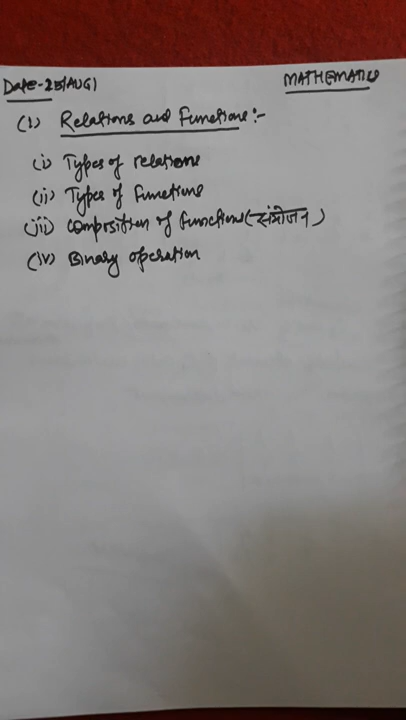 Date-25/AUG/ MATHEMATICS
(1) Relations and Functions:-
(i) Types of relations
(ii) Types of Functions
(iii) Composition of functions (संयोजन)
(iv) Binary operation